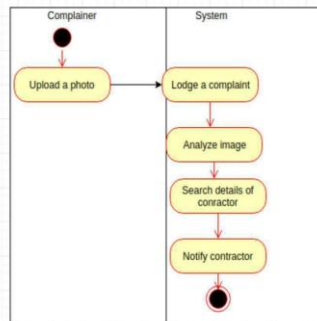 Complainer
System
Upload a photo
Lodge a complaint
Analyze image
Search details of
conractor
Notify contractor